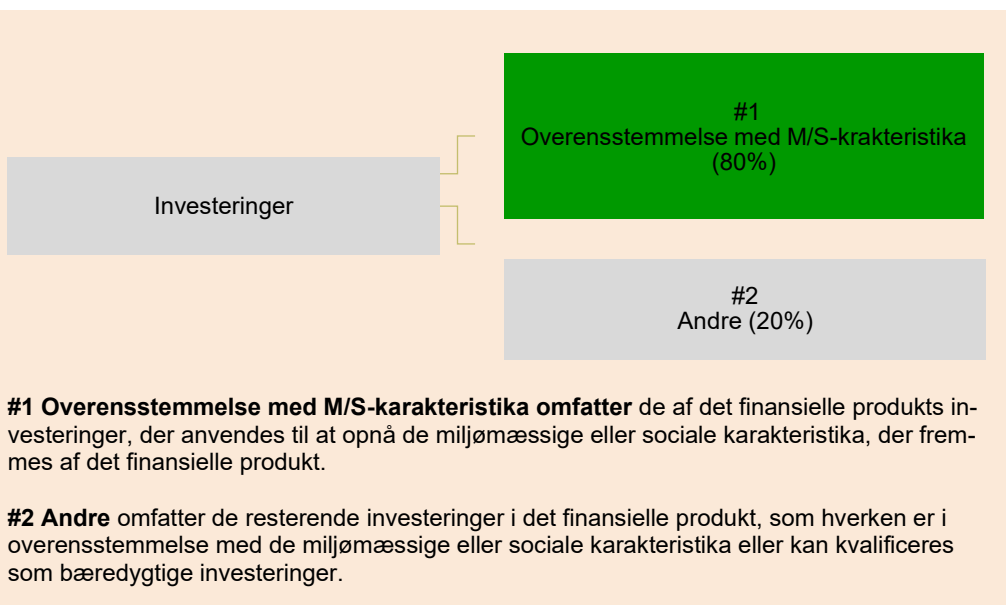 #1
Overensstemmelse med M/S-krakteristika
(80%)
Investeringer
#2
Andre (20%)
#1 Overensstemmelse med M/S-karakteristika omfatter de af det finansielle produkts in-
vesteringer, der anvendes til at opnå de miljømæssige eller sociale karakteristika, der frem-
mes af det finansielle produkt.
#2 Andre omfatter de resterende investeringer i det finansielle produkt, som hverken er i
overensstemmelse med de miljømæssige eller sociale karakteristika eller kan kvalificeres
som bæredygtige investeringer.